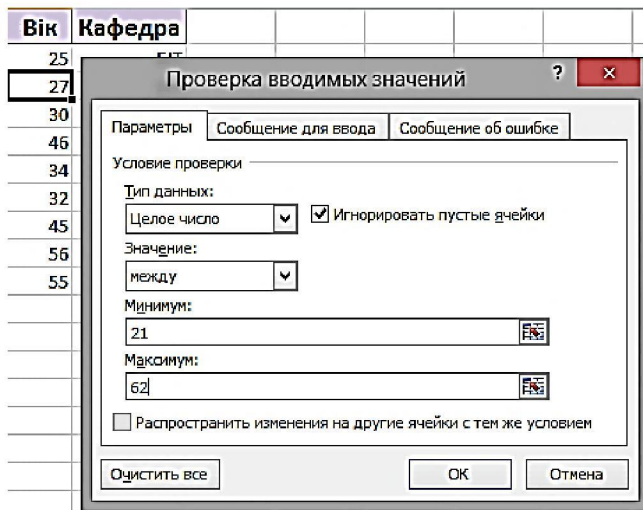 Вік Кафедра
25
27
30
46
34
32
45
56
55
Проверка вводимых значений ? ×
Параметры Сообщение для ввода Сообщение об ошибке
Условие проверки
Тип данных:
Целое число Игнорировать пустые ячейки
Значение:
между
Минимум:
21
Максимум:
62
Распространить изменения на другие ячейки с тем же условием
Очистить все ОК Отмена